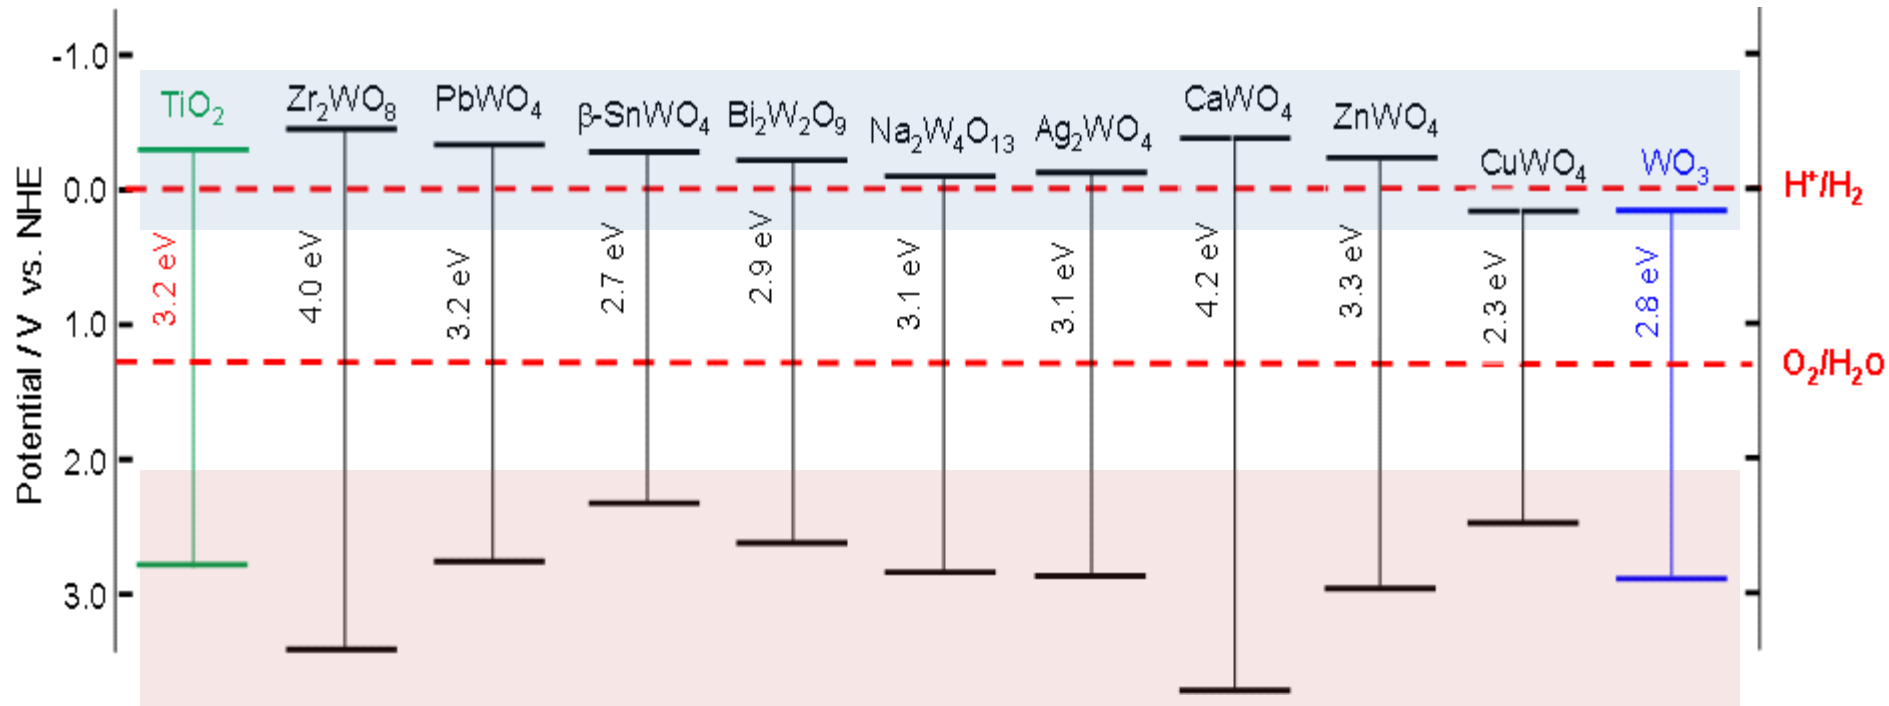 Potential / V vs. NHE
-1.0
0.0
1.0
2.0
3.0
TiO₂
Zr₂WO₈
PbWO₄
β-SnWO₄
Bi₂W₂O₉
Na₂W₄O₁₃
Ag₂WO₄
CaWO₄
ZnWO₄
CuWO₄
WO₃
3.2 eV
4.0 eV
3.2 eV
2.7 eV
2.9 eV
3.1 eV
3.1 eV
4.2 eV
3.3 eV
2.3 eV
2.8 eV
H⁺/H₂
O₂/H₂o